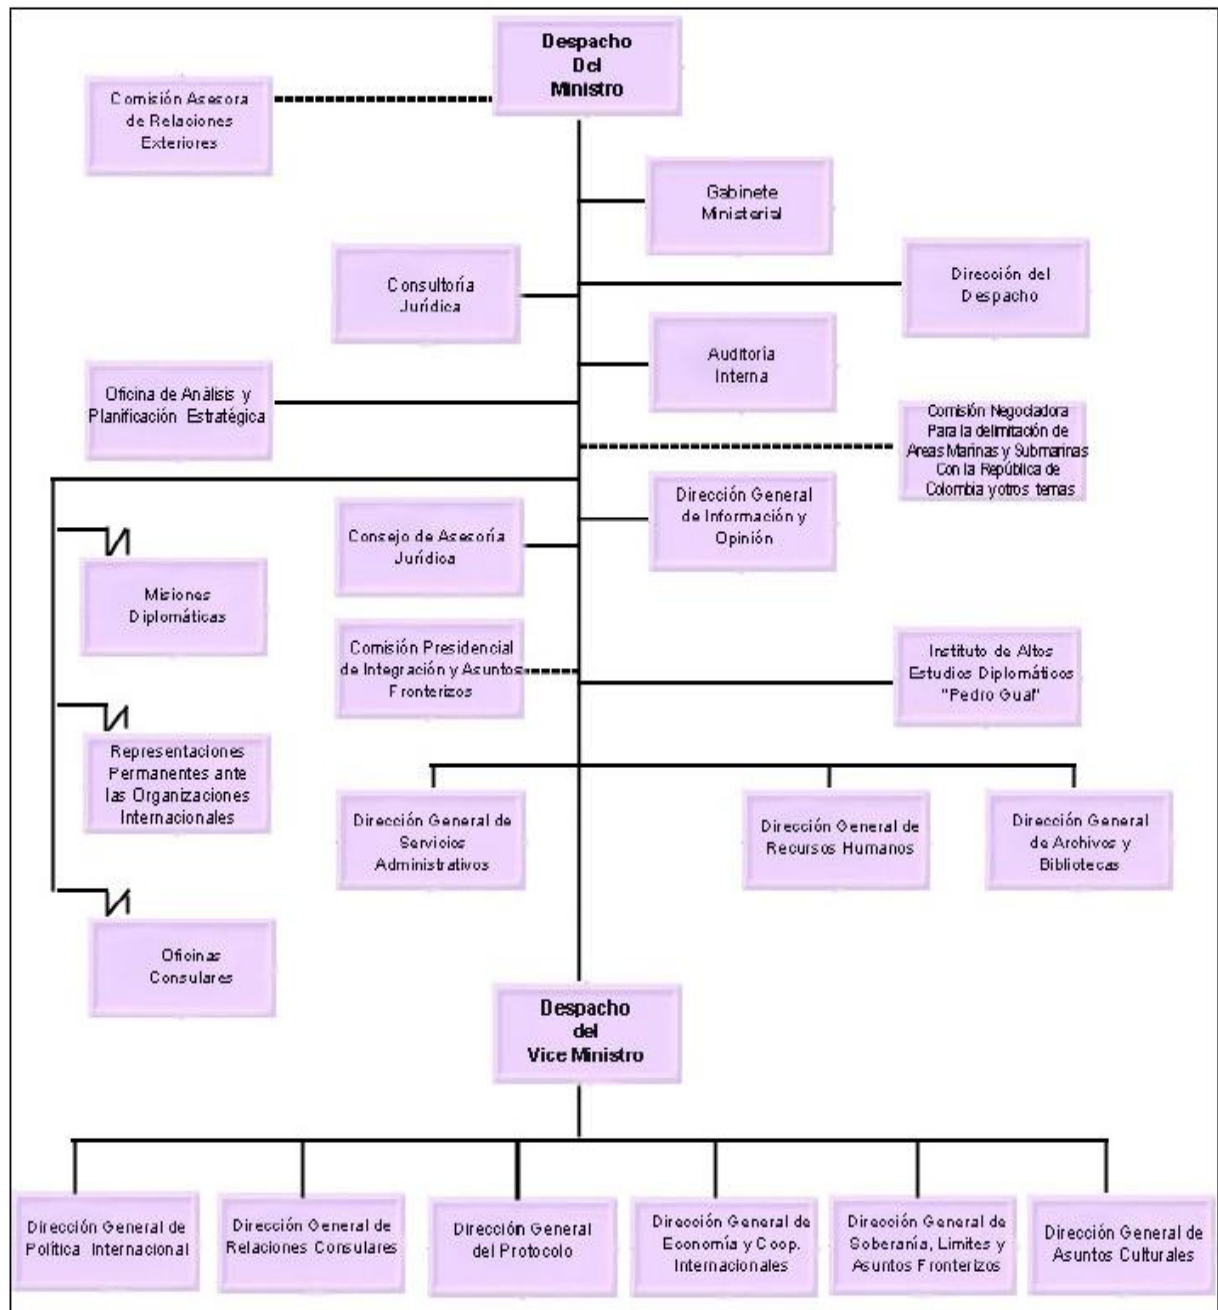 Despacho
Del
Ministro
Comisión Asesora
de Relaciones
Exteriores
Gabinete
Ministerial
Consultoría
Jurídica
Dirección del
Despacho
Auditoría
Interna
Oficina de Análisis y
Planificación Estratégica
Comisión Negociadora
Para la delimitación de
Areas Marinas y Submarinas
Con la República de
Colombia y otros temas
Dirección General
de Información y
Opinión
Consejo de Asesoría
Jurídica
Misiones
Diplomáticas
Comisión Presidencial
de Integración y Asuntos
Fronterizos
Instituto de Altos
Estudios Diplomáticos
"Pedro Gual"
Representaciones
Permanentes ante
las Organizaciones
Internacionales
Dirección General de
Servicios
Administrativos
Dirección General de
Recursos Humanos
Dirección General
de Archivos y
Bibliotecas
Oficinas
Consulares
Despacho
del
Vice Ministro
Dirección General de
Política Internacional
Dirección General de
Relaciones Consulares
Dirección General
del Protocolo
Dirección General de
Economía y Coop.
Internacionales
Dirección General de
Soberanía, Limites y
Asuntos Fronterizos
Dirección General de
Asuntos Culturales